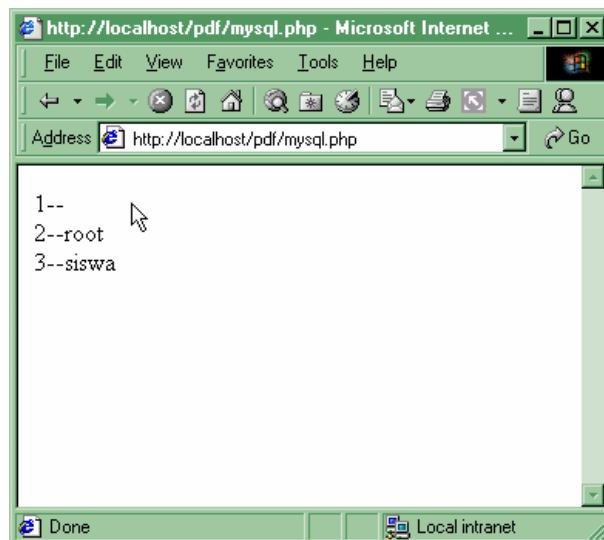 http://localhost/pdf/mysql.php - Microsoft Internet ...
File Edit View Favorites Tools Help
Address http://localhost/pdf/mysql.php Go
1--
2--root
3--siswa
Done Local intranet